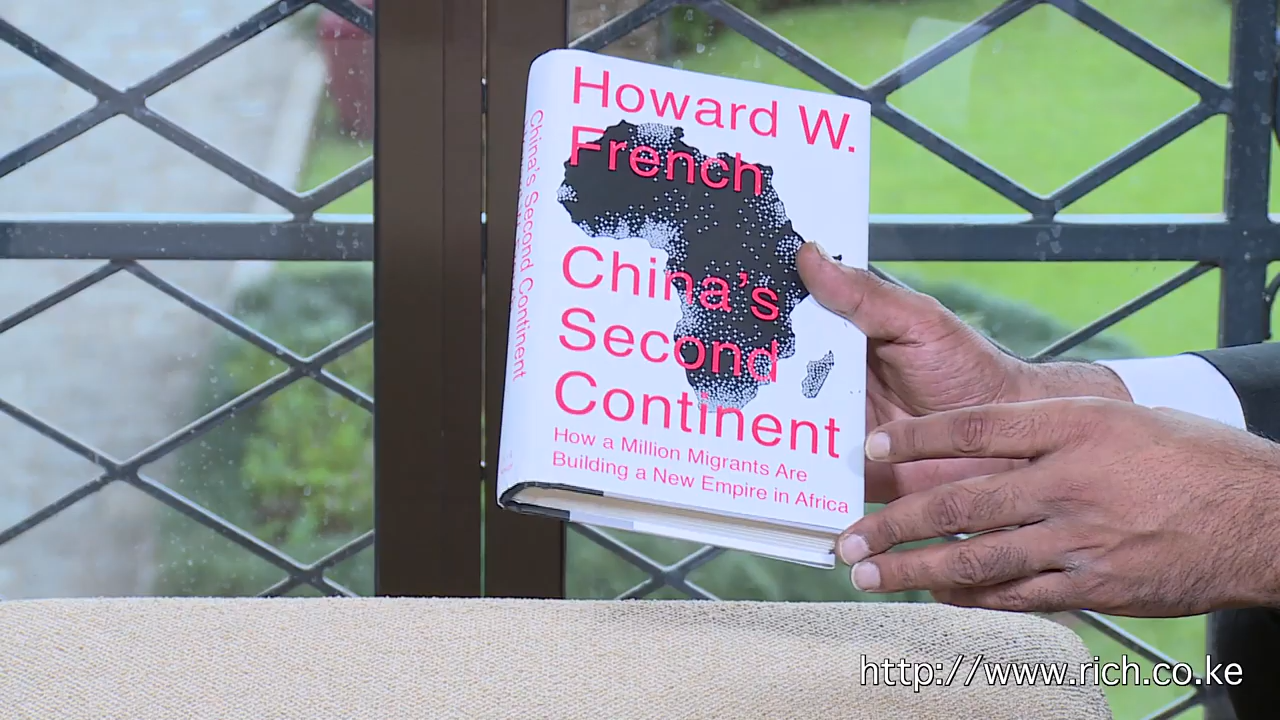 Howard W.
French
China's
Second
Continent
How a Million Migrants Are
Building a New Empire in Africa
China's Second Continent
http://www.rich.co.ke